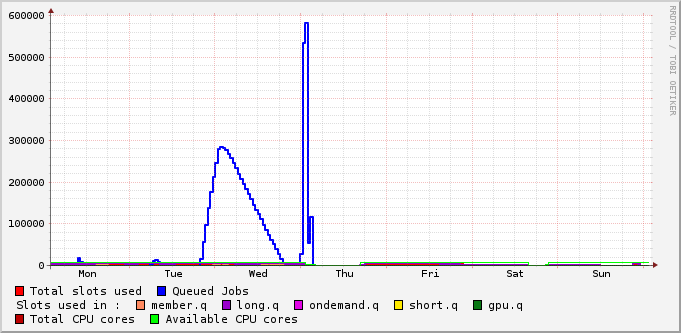 600000
500000
400000
300000
200000
100000
0
Mon Tue Wed Thu Fri Sat Sun
Total slots used Queued Jobs
Slots used in : member.q long.q ondemand.q short.q gpu.q
Total CPU cores Available CPU cores
RRDTOOL / TOBI OETIKER